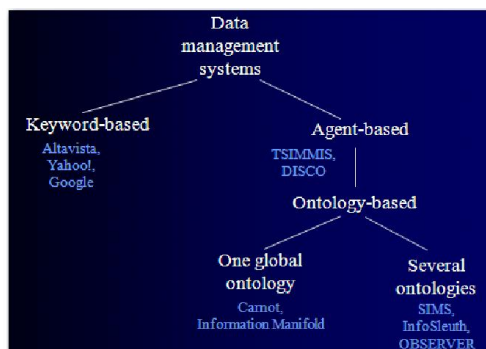 Data
management
systems
Keyword-based
Altavista,
Yahoo!,
Google
Agent-based
TSIMMIS,
DISCO
Ontology-based
One global
ontology
Carnot,
Information Manifold
Several
ontologies
SIMS,
InfoSleuth,
OBSERVER